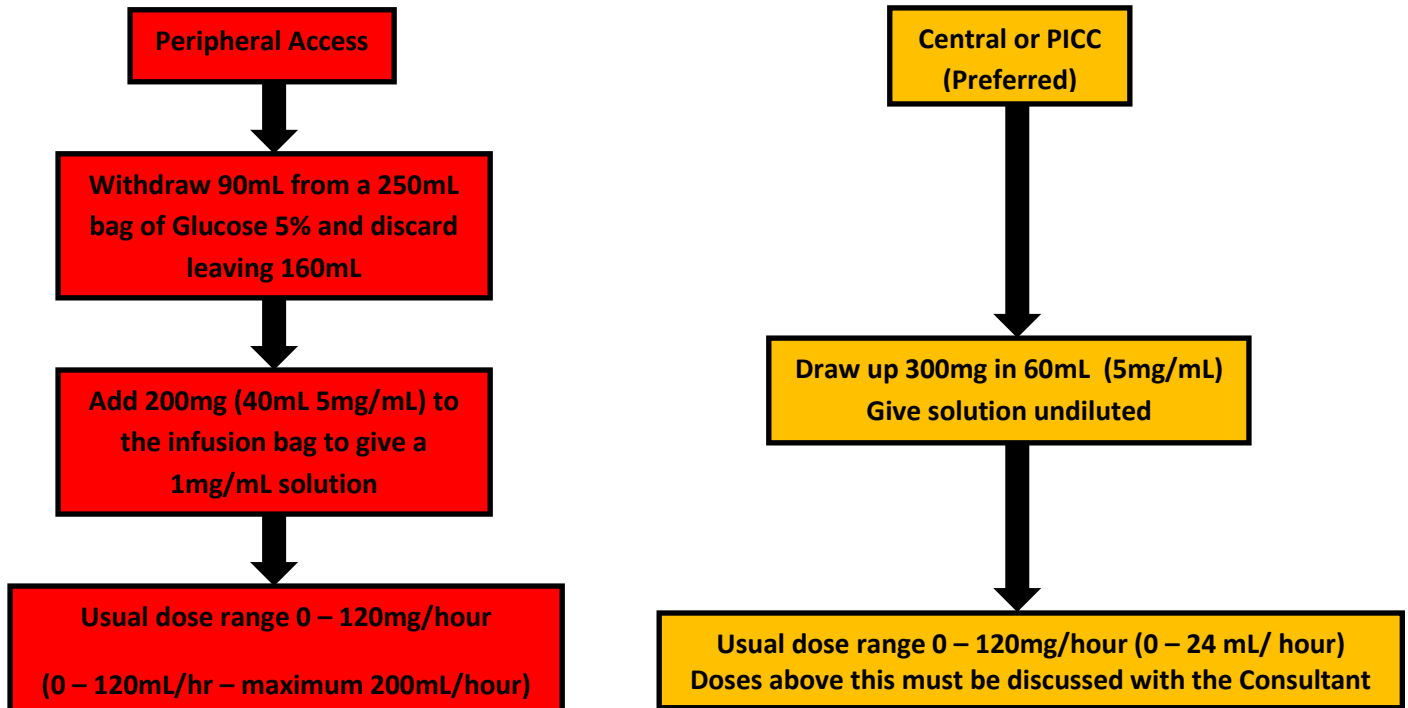 Peripheral Access
Withdraw 90mL from a 250mL
bag of Glucose 5% and discard
leaving 160mL
Add 200mg (40mL 5mg/mL) to
the infusion bag to give a
1mg/mL solution
Usual dose range 0 – 120mg/hour
(0 – 120mL/hr – maximum 200mL/hour)
Central or PICC
(Preferred)
Draw up 300mg in 60mL (5mg/mL)
Give solution undiluted
Usual dose range 0 – 120mg/hour (0 – 24 mL/ hour)
Doses above this must be discussed with the Consultant